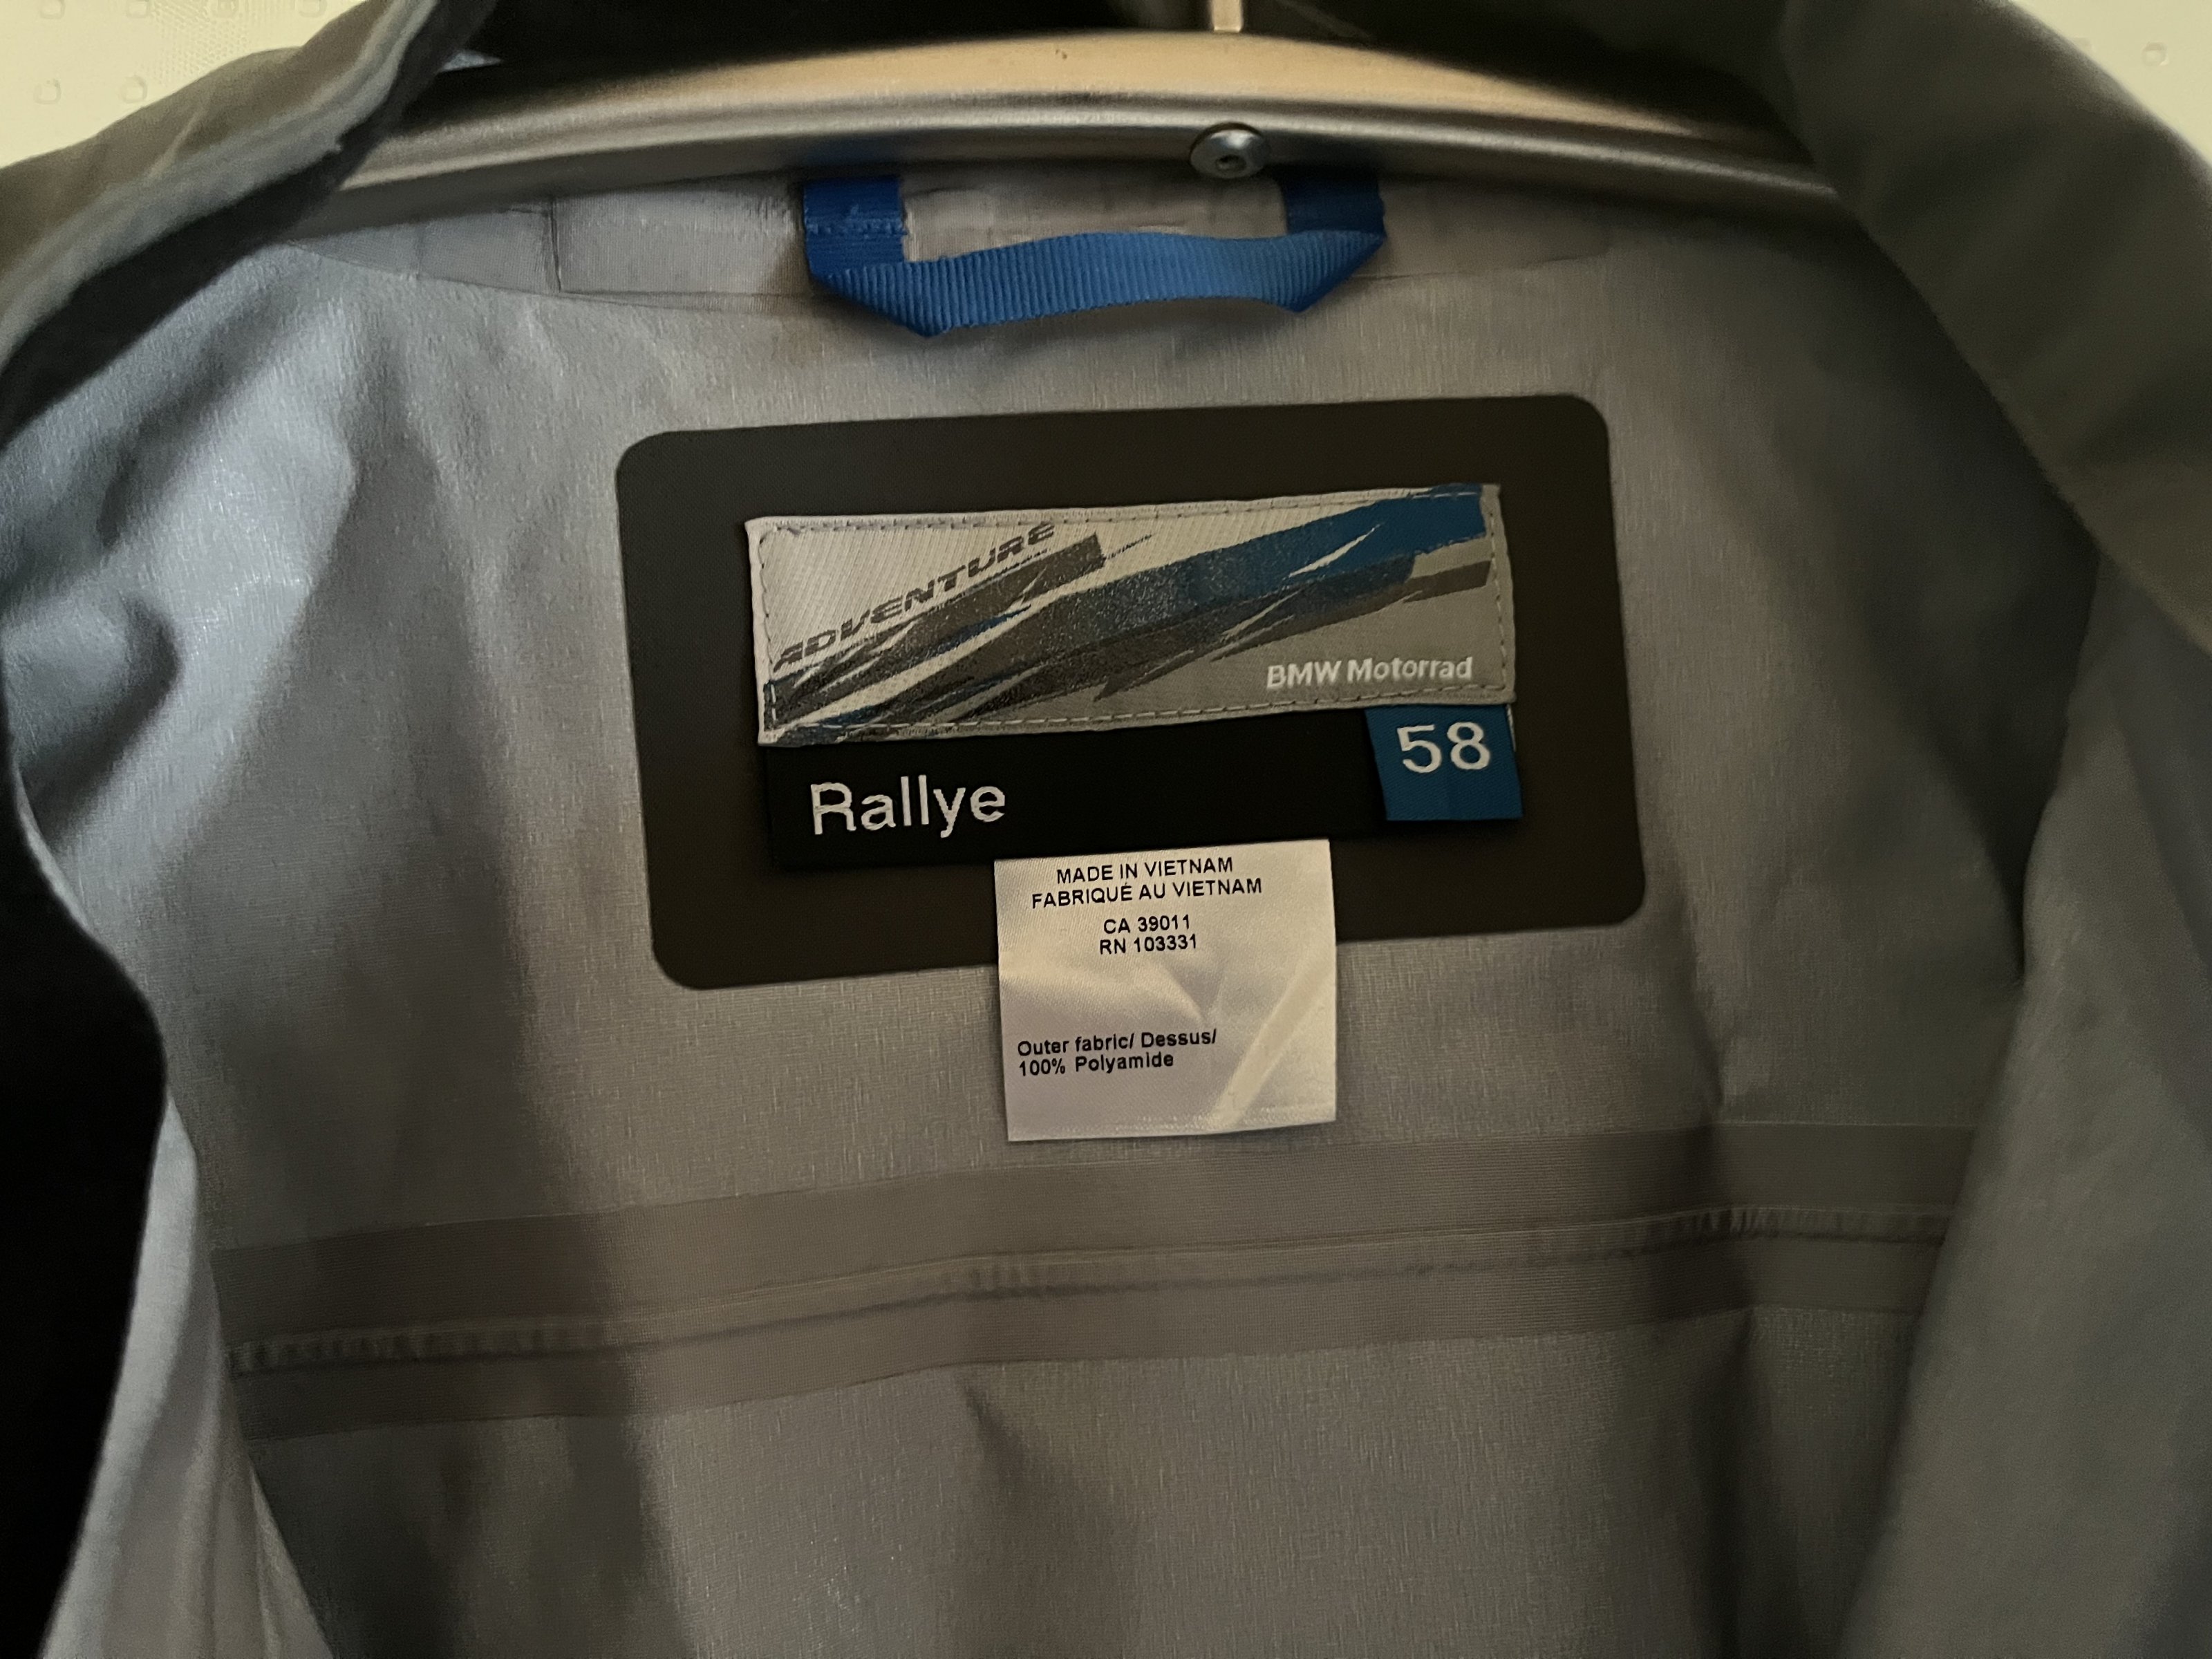 ADVENTURE
BMW Motorrad
58
Rallye
MADE IN VIETNAM
FABRIQUÉ AU VIETNAM
CA 39011
RN 103331
Outer fabric/ Dessus/
100% Polyamide